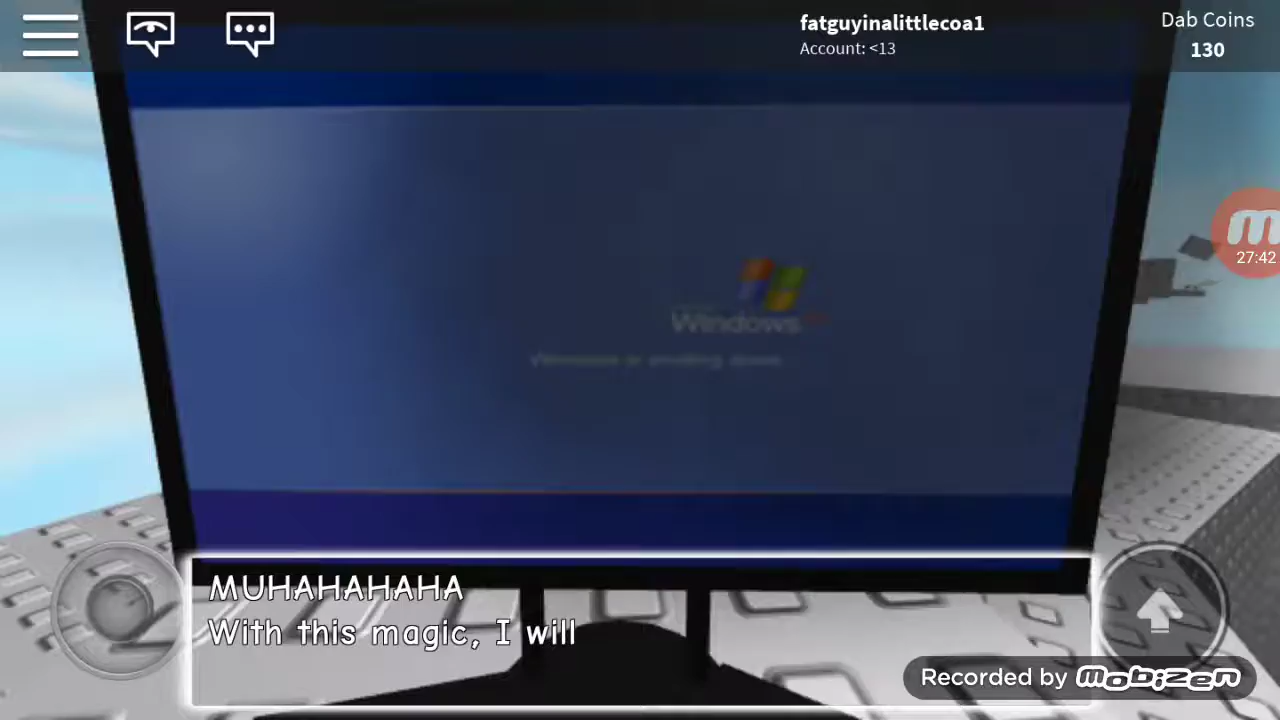 fatguyinalittlecoa1
Account: <13
Dab Coins
130
27:42
Windows
MUHAHAHAHA
With this magic, I will
Recorded by mobizen